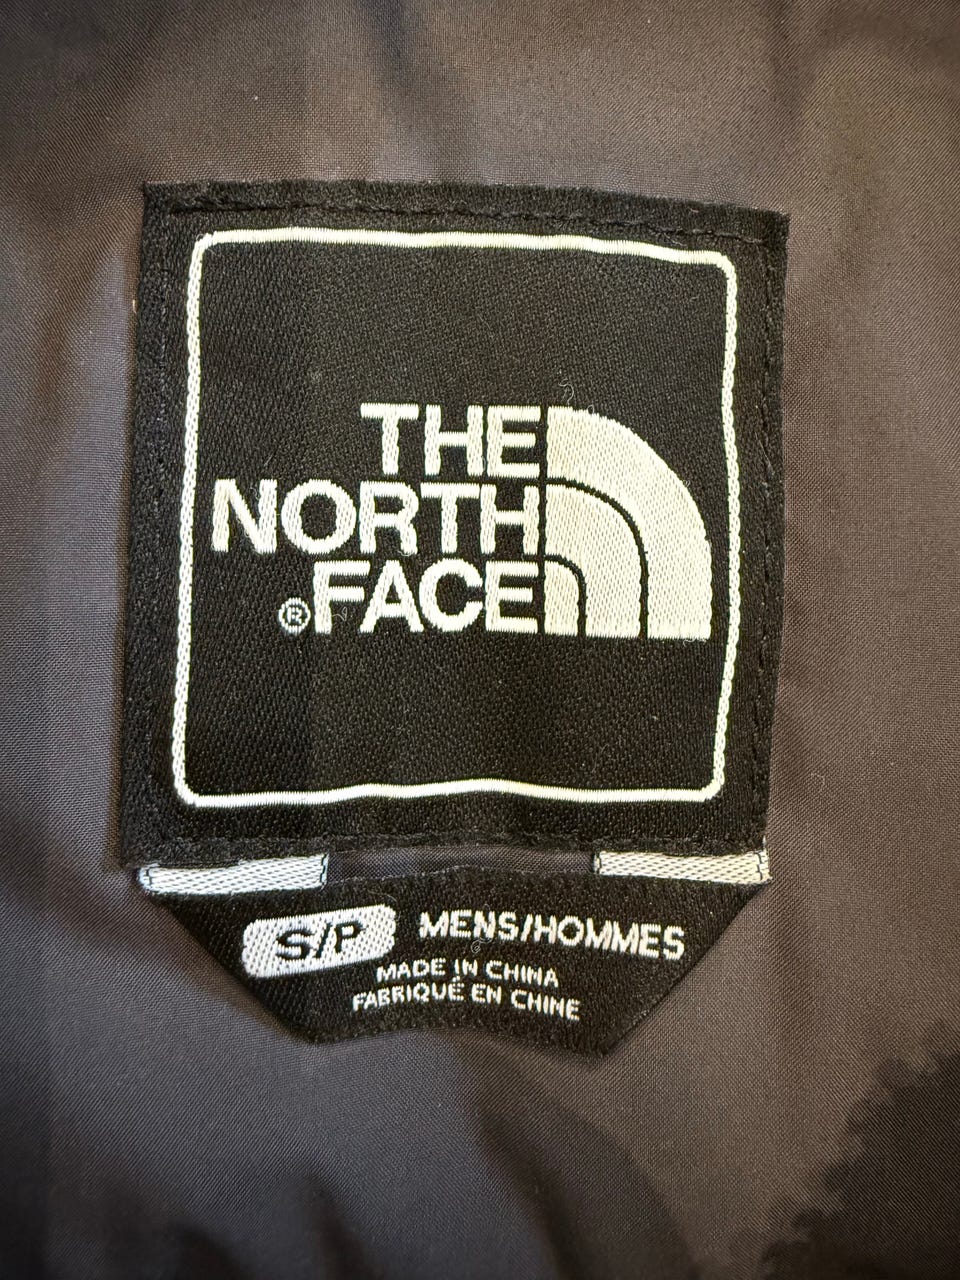 THE
NORTH
®FACE
S/P MENS/HOMMES
MADE IN CHINA
FABRIQUÉ EN CHINE